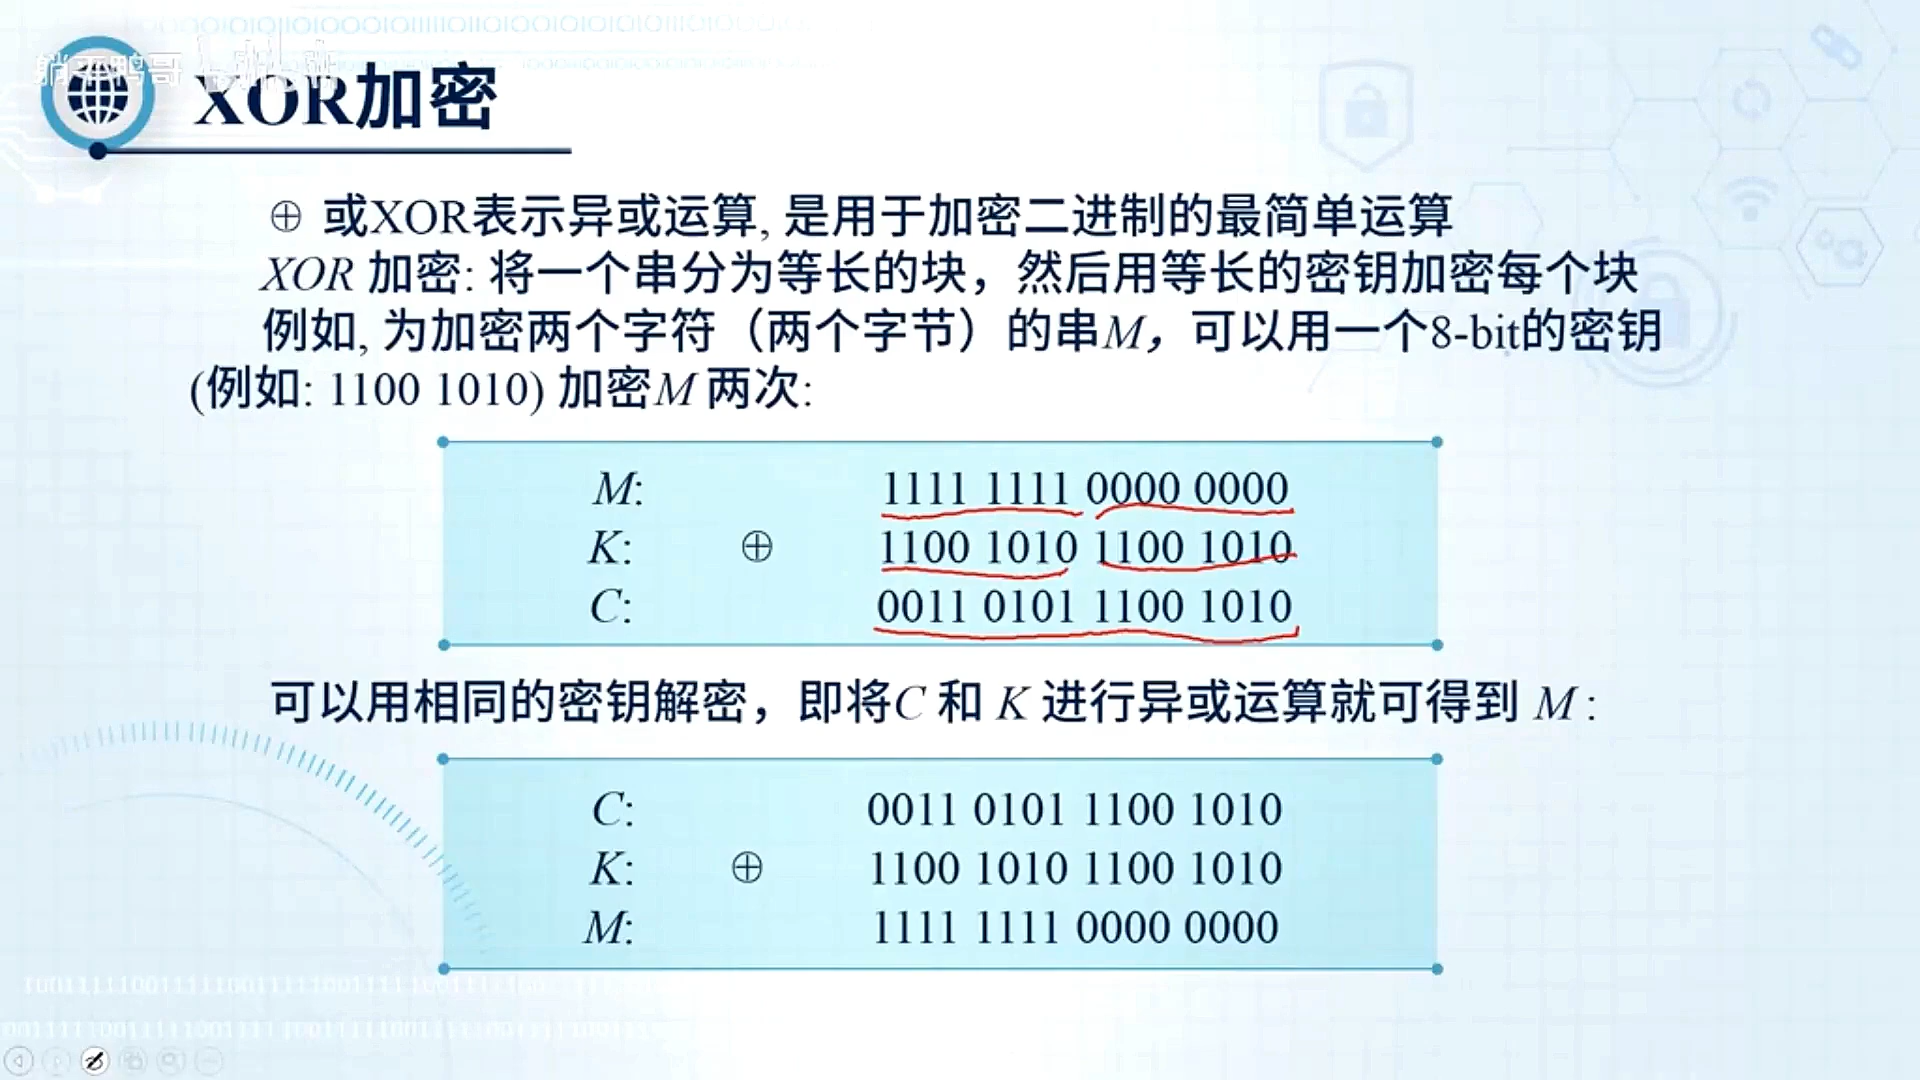 躺平鸭哥
XOR加密
⊕ 或XOR表示异或运算, 是用于加密二进制的最简单运算
XOR 加密: 将一个串分为等长的块，然后用等长的密钥加密每个块
例如, 为加密两个字符（两个字节）的串M，可以用一个8-bit的密钥
(例如: 1100 1010) 加密M 两次:
M: 1111 1111 0000 0000
K: ⊕ 1100 1010 1100 1010
C: 0011 0101 1100 1010
可以用相同的密钥解密，即将C 和 K 进行异或运算就可得到 M :
C: 0011 0101 1100 1010
K: ⊕ 1100 1010 1100 1010
M: 1111 1111 0000 0000